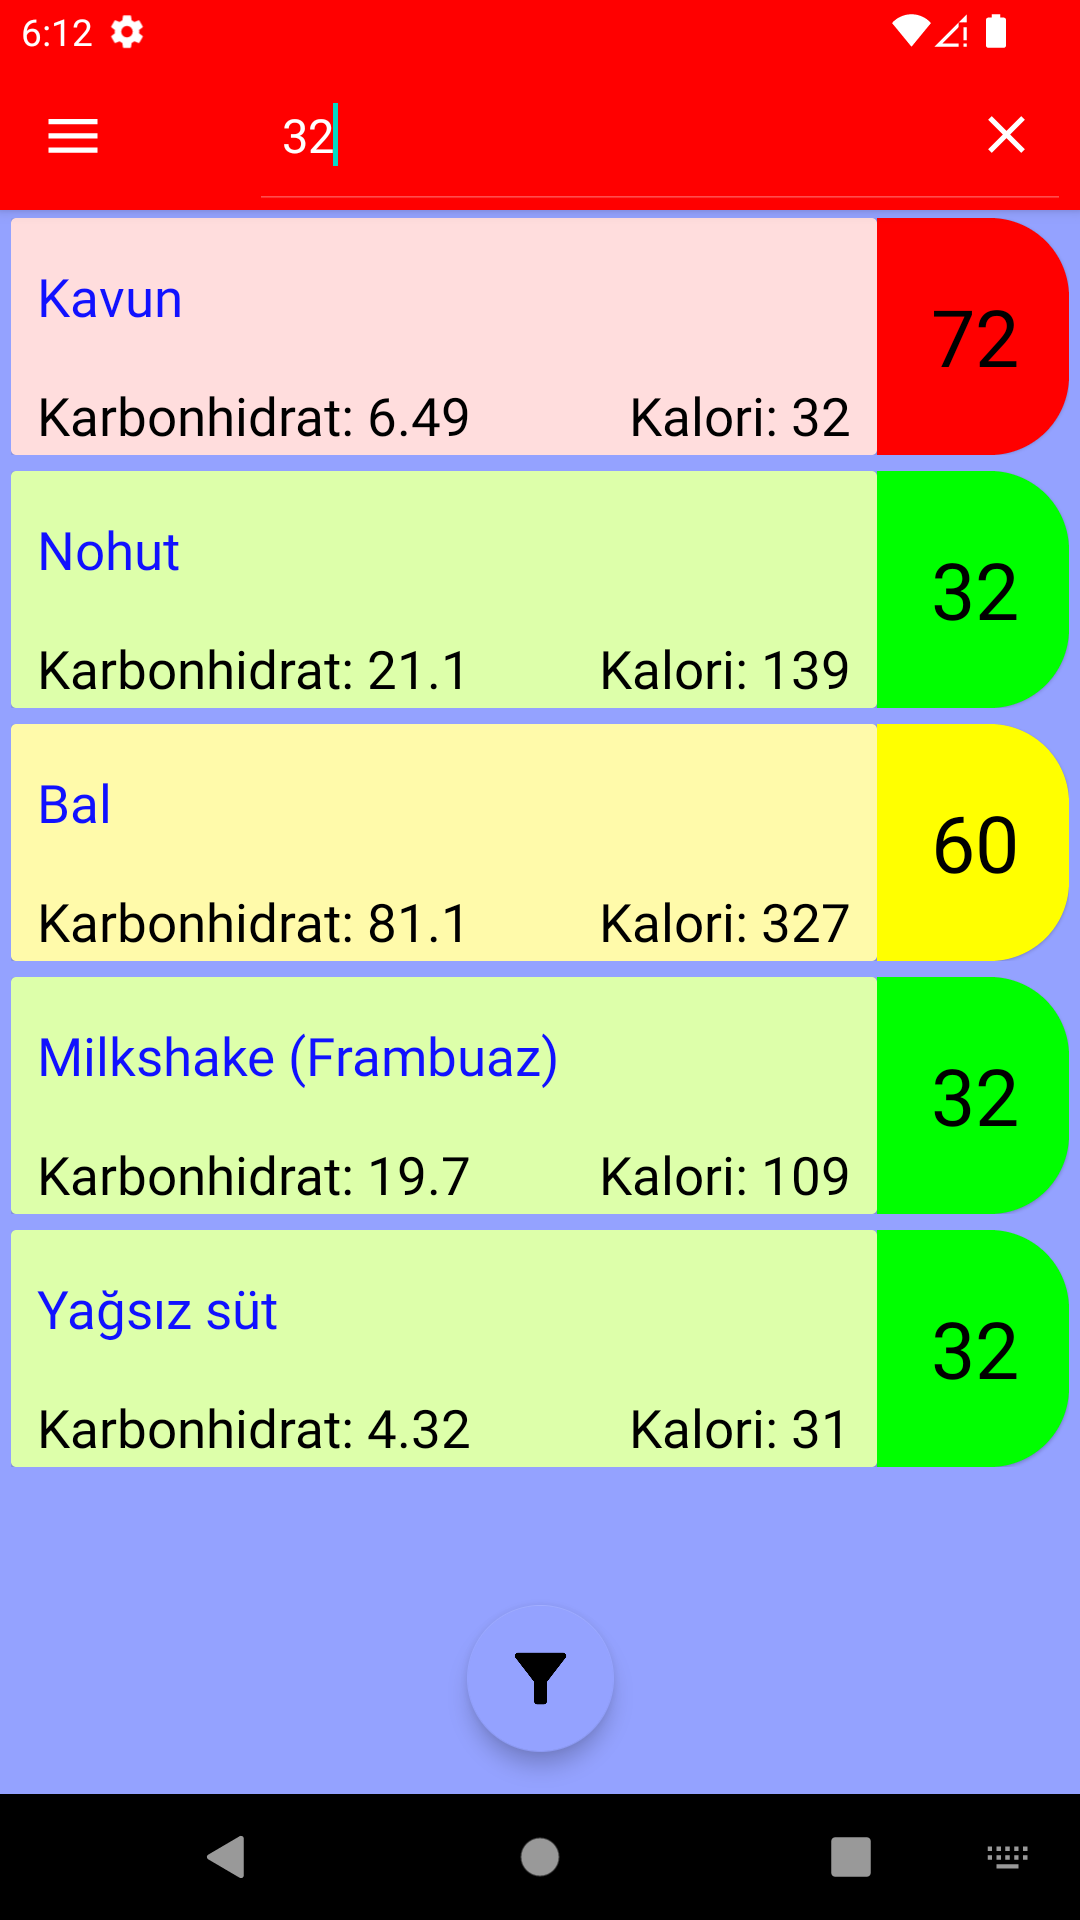 6:12
32
Kavun
72
Karbonhidrat: 6.49 Kalori: 32
Nohut
32
Karbonhidrat: 21.1 Kalori: 139
Bal
60
Karbonhidrat: 81.1 Kalori: 327
Milkshake (Frambuaz)
32
Karbonhidrat: 19.7 Kalori: 109
Yağsız süt
32
Karbonhidrat: 4.32 Kalori: 31